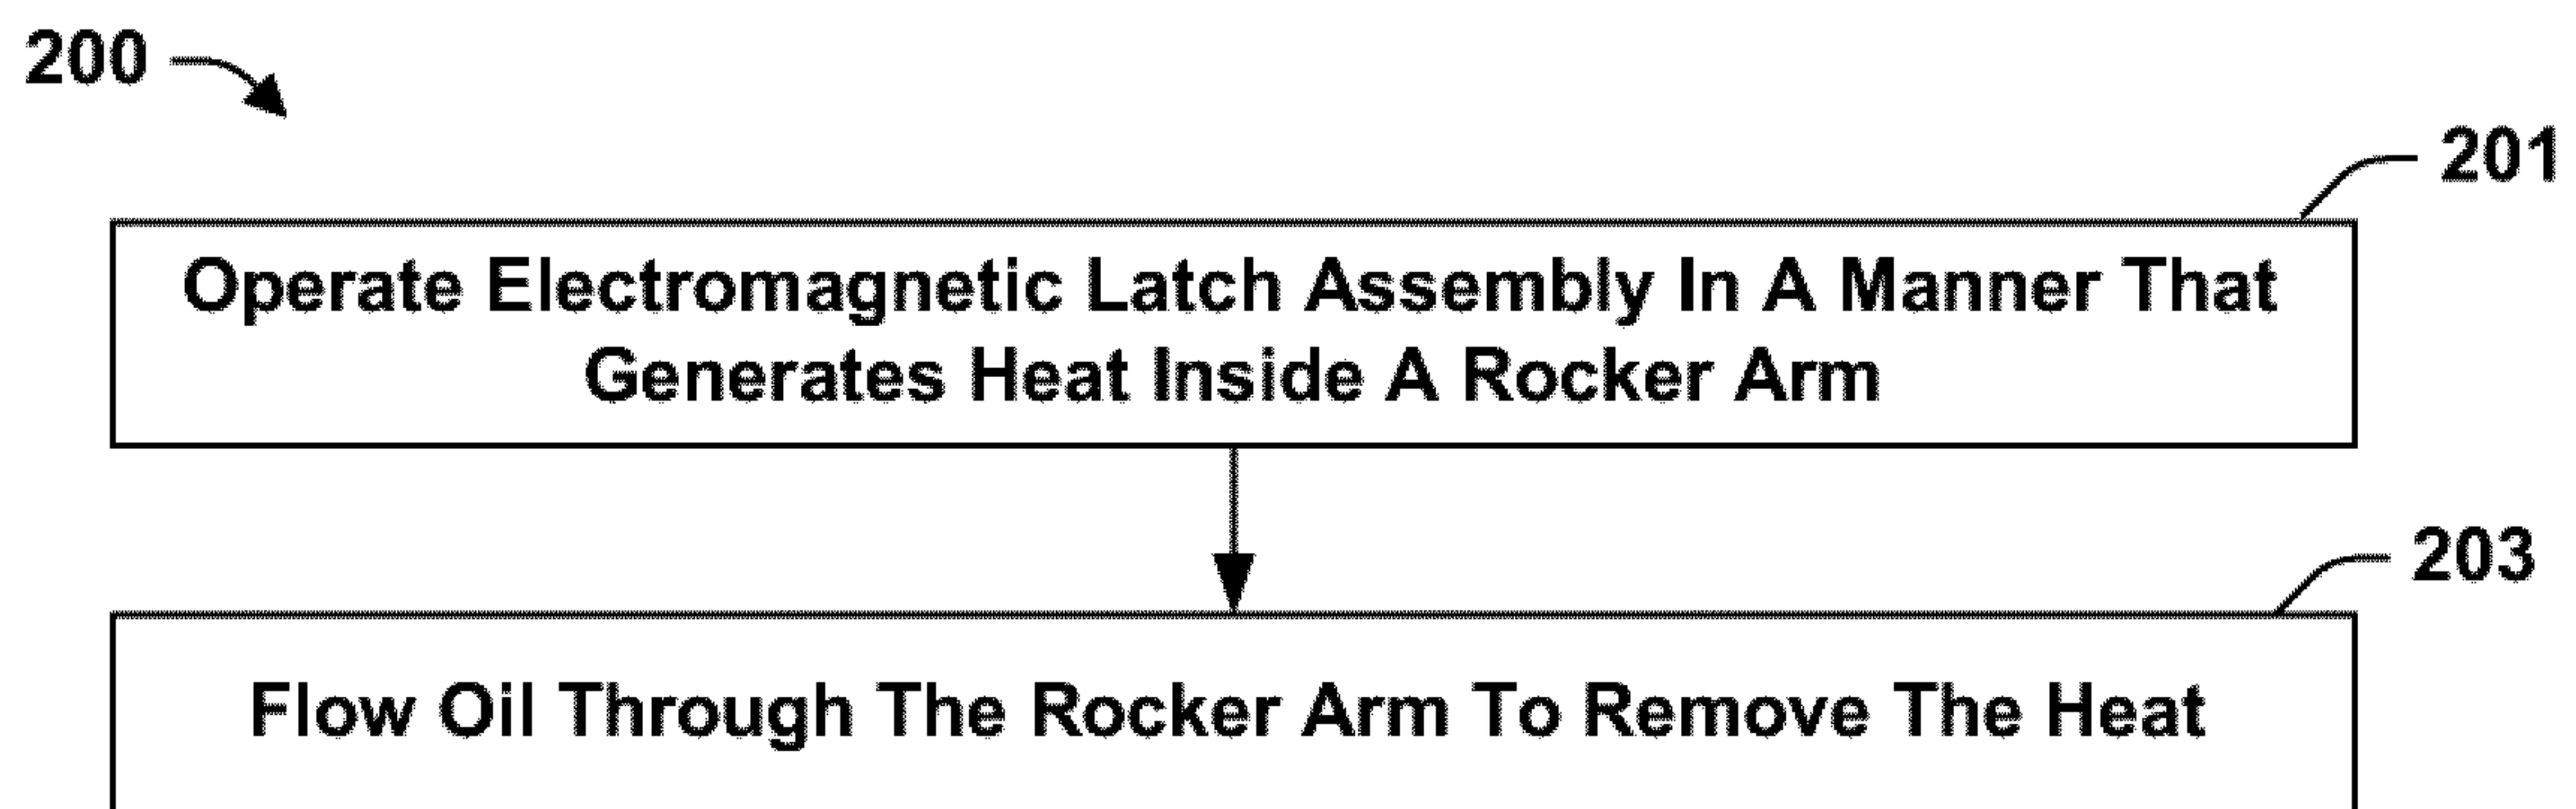 200
201
Operate Electromagnetic Latch Assembly In A Manner That
Generates Heat Inside A Rocker Arm
203
Flow Oil Through The Rocker Arm To Remove The Heat